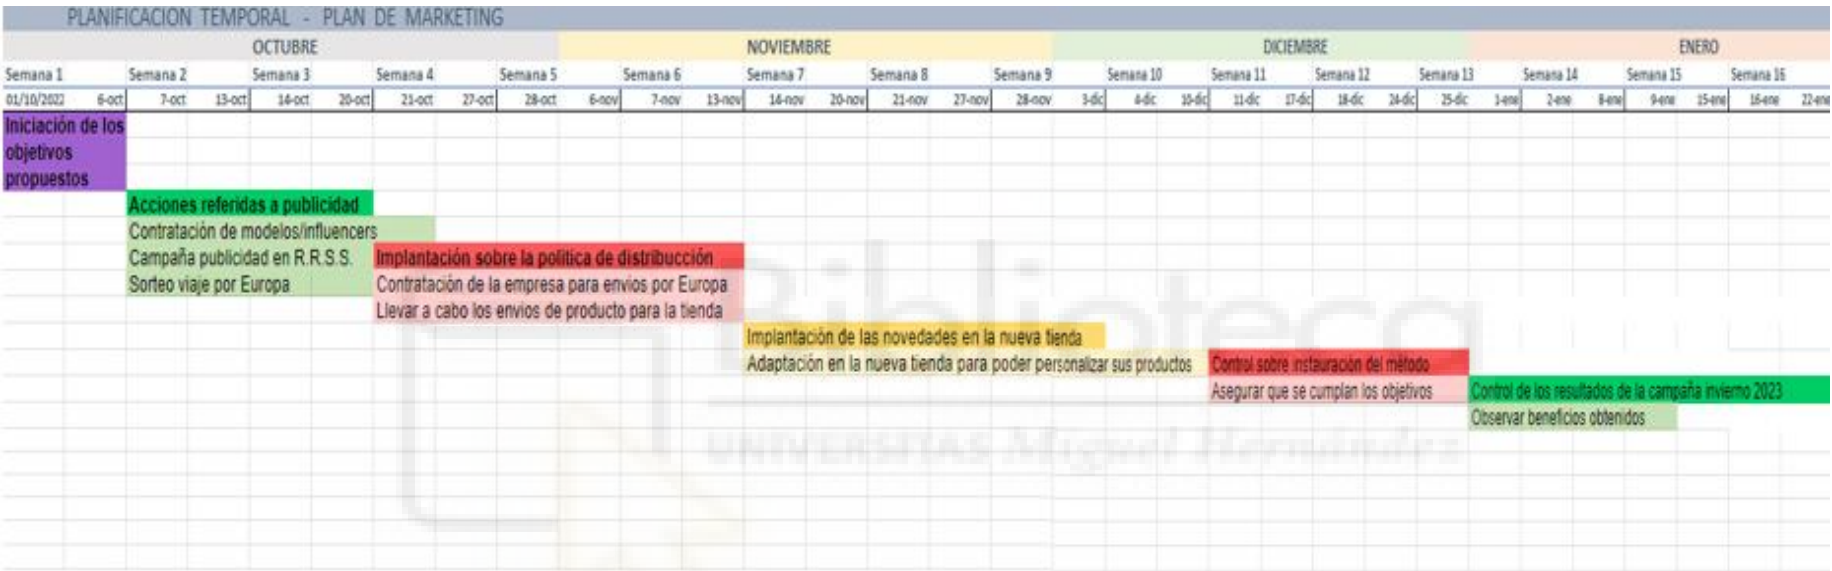 PLANIFICACION TEMPORAL - PLAN DE MARKETING
OCTUBRE NOVIEMBRE DICIEMBRE ENERO
Semana 1 Semana 2 Semana 3 Semana 4 Semana 5 Semana 6 Semana 7 Semana 8 Semana 9 Semana 10 Semana 11 Semana 12 Semana 13 Semana 14 Semana 15 Semana 16
01/10/2022 6-oct 7-oct 13-oct 14-oct 20-oct 21-oct 27-oct 28-oct 6-nov 7-nov 13-nov 14-nov 20-nov 21-nov 27-nov 28-nov 3-dic 4-dic 10-dic 11-dic 17-dic 18-dic 24-dic 25-dic 1-ene 2-ene 8-ene 9-ene 15-ene 16-ene 22-ene
Iniciación de los
objetivos
propuestos
Acciones referidas a publicidad
Contratación de modelos/influencers
Campaña publicidad en R.R.S.S. Implantación sobre la política de distribucción
Sorteo viaje por Europa Contratación de la empresa para envios por Europa
Llevar a cabo los envios de producto para la tienda
Implantación de las novedades en la nueva tienda
Adaptación en la nueva tienda para poder personalizar sus productos Control sobre instauración del método
Asegurar que se cumplan los objetivos Control de los resultados de la campaña invierno 2023
Observar beneficios obtenidos
Biblioteca
UNIVERSITAS Miguel Hernández